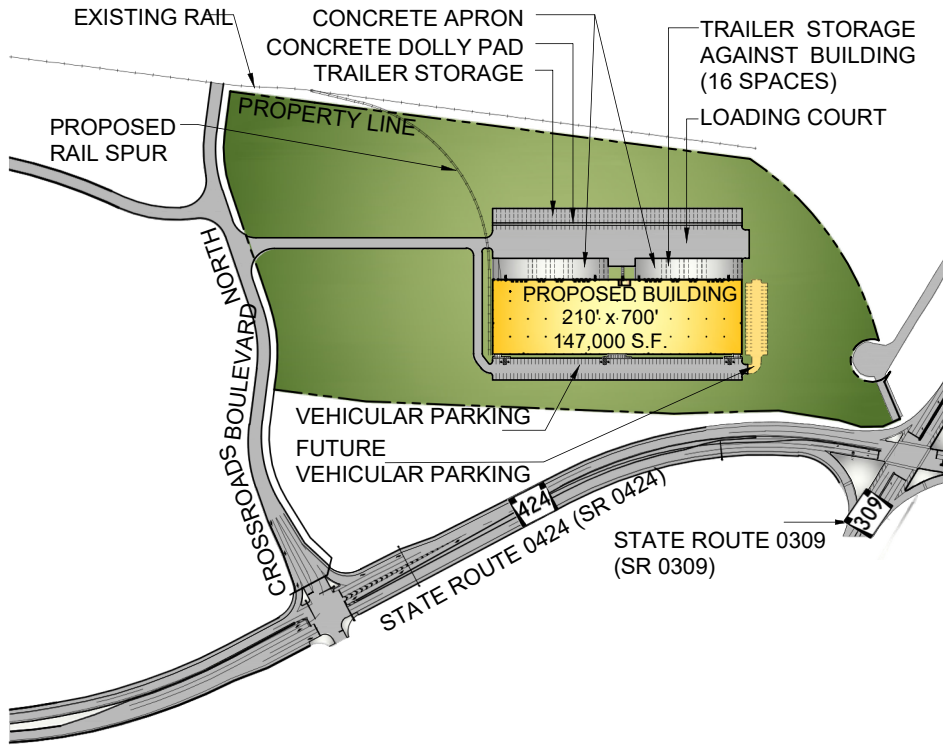 EXISTING RAIL
CONCRETE APRON
CONCRETE DOLLY PAD
TRAILER STORAGE
TRAILER STORAGE
AGAINST BUILDING
(16 SPACES)
LOADING COURT
PROPERTY LINE
PROPOSED
RAIL SPUR
PROPOSED BUILDING
210' x 700'
147,000 S.F.
CROSSROADS BOULEVARD NORTH
VEHICULAR PARKING
FUTURE
VEHICULAR PARKING
424
STATE ROUTE 0424 (SR 0424)
309
STATE ROUTE 0309
(SR 0309)